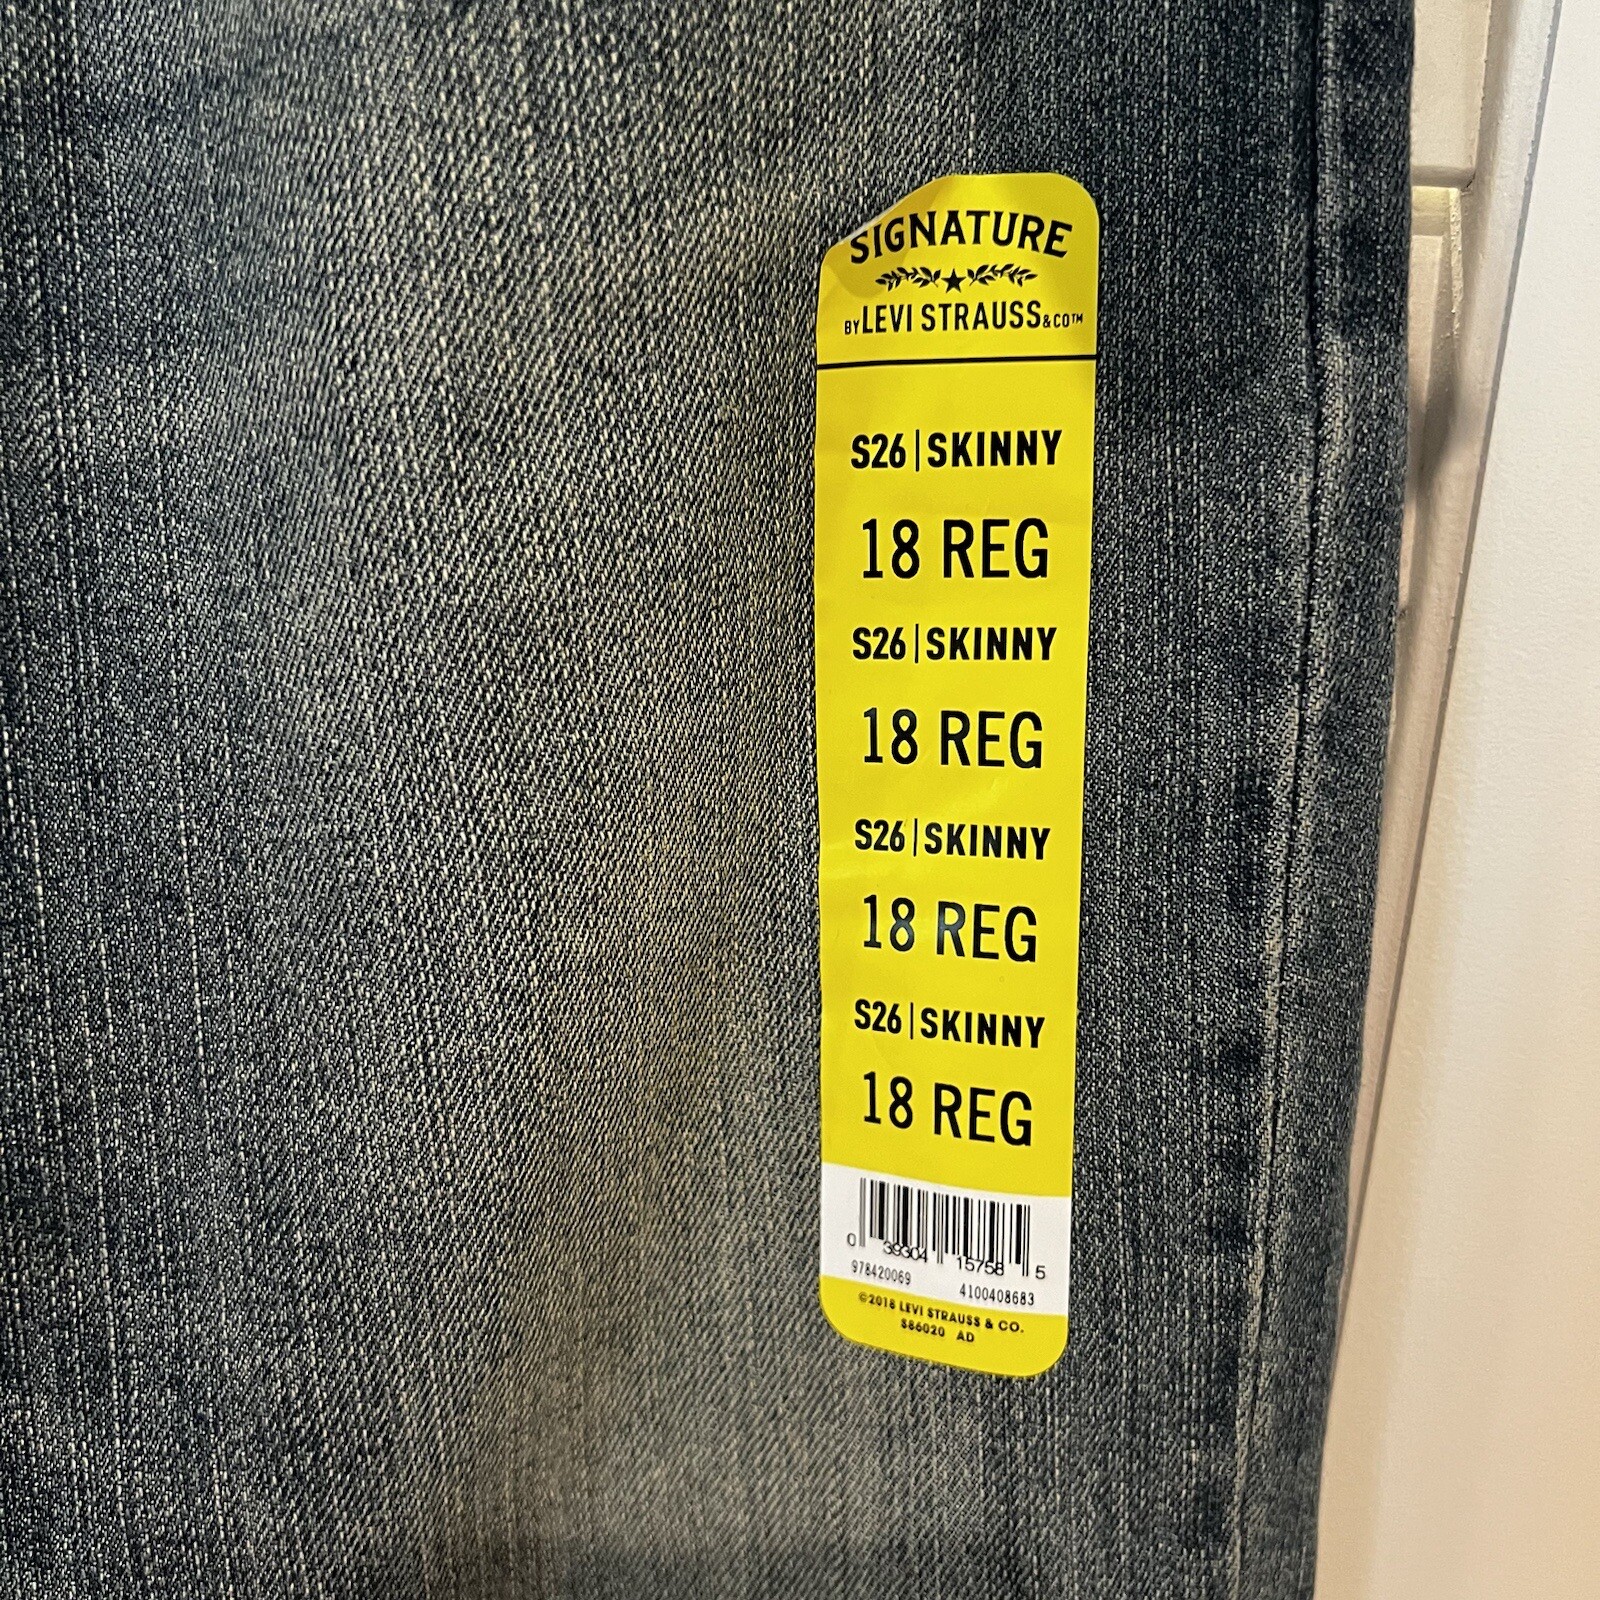 SIGNATURE
BY LEVI STRAUSS & CO™
S26 | SKINNY
18 REG
S26 | SKINNY
18 REG
S26 | SKINNY
18 REG
S26 | SKINNY
18 REG
0 39304 15758 5
978420069 4100408683
©2018 LEVI STRAUSS & CO.
S86020 AD